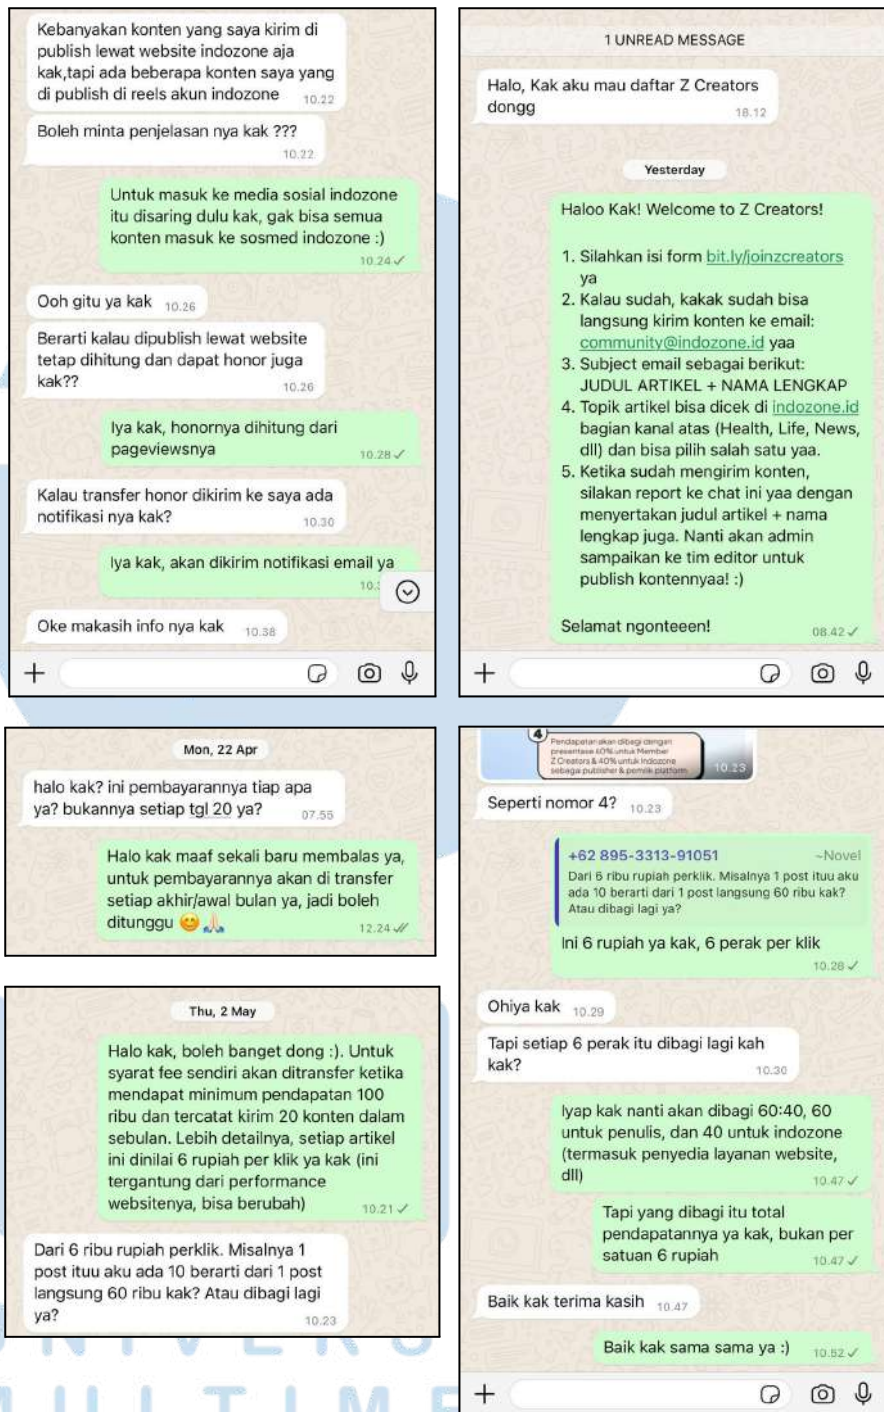 Kebanyakan konten yang saya kirim di
publish lewat website indozone aja
kak,tapi ada beberapa konten saya yang
di publish di reels akun indozone 10.22
Boleh minta penjelasan nya kak ???
10.22
Untuk masuk ke media sosial indozone
itu disaring dulu kak, gak bisa semua
konten masuk ke sosmed indozone :)
10.24
Ooh gitu ya kak 10.26
Berarti kalau dipublish lewat website
tetap dihitung dan dapat honor juga
kak??
10.26
Iya kak, honornya dihitung dari
pageviewsnya
10.28
Kalau transfer honor dikirim ke saya ada
notifikasi nya kak?
10.30
Iya kak, akan dikirim notifikasi email ya
Oke makasih info nya kak 10.38
1 UNREAD MESSAGE
Halo, Kak aku mau daftar Z Creators
dongg
18.12
Yesterday
Haloo Kak! Welcome to Z Creators!
1. Silahkan isi form bit.ly/joinzcreators
ya
2. Kalau sudah, kakak sudah bisa
langsung kirim konten ke email:
community@indozone.id yaa
3. Subject email sebagai berikut:
JUDUL ARTIKEL + NAMA LENGKAP
4. Topik artikel bisa dicek di indozone.id
bagian kanal atas (Health, Life, News,
dll) dan bisa pilih salah satu yaa.
5. Ketika sudah mengirim konten,
silakan report ke chat ini yaa dengan
menyertakan judul artikel + nama
lengkap juga. Nanti akan admin
sampaikan ke tim editor untuk
publish kontennyaa! :)
Selamat ngonteeen!
08.42
Mon, 22 Apr
halo kak? ini pembayarannya tiap apa
ya? bukannya setiap tgl 20 ya?
07.55
Halo kak maaf sekali baru membalas ya,
untuk pembayarannya akan di transfer
setiap akhir/awal bulan ya, jadi boleh
ditunggu 😊🙏🏻
12.24
Thu, 2 May
Halo kak, boleh banget dong :). Untuk
syarat fee sendiri akan ditransfer ketika
mendapat minimum pendapatan 100
ribu dan tercatat kirim 20 konten dalam
sebulan. Lebih detailnya, setiap artikel
ini dinilai 6 rupiah per klik ya kak (ini
tergantung dari performance
websitenya, bisa berubah)
10.21
Dari 6 ribu rupiah perklik. Misalnya 1
post ituu aku ada 10 berarti dari 1 post
langsung 60 ribu kak? Atau dibagi lagi
ya?
10.23
4
Pendapatan akan dibagi dengan
presentase 60% untuk Member
Z Creators & 40% untuk Indozone
sebagai publisher & pemilik platform
10.23
Seperti nomor 4? 10.23
+62 895-3313-91051 ~Novel
Dari 6 ribu rupiah perklik. Misalnya 1 post ituu aku
ada 10 berarti dari 1 post langsung 60 ribu kak?
Atau dibagi lagi ya?
Ini 6 rupiah ya kak, 6 perak per klik
10.28
Ohiya kak 10.29
Tapi setiap 6 perak itu dibagi lagi kah
kak?
10.30
Iyap kak nanti akan dibagi 60:40, 60
untuk penulis, dan 40 untuk indozone
(termasuk penyedia layanan website,
dll)
10.47
Tapi yang dibagi itu total
pendapatannya ya kak, bukan per
satuan 6 rupiah
10.47
Baik kak terima kasih 10.47
Baik kak sama sama ya :) 10.52